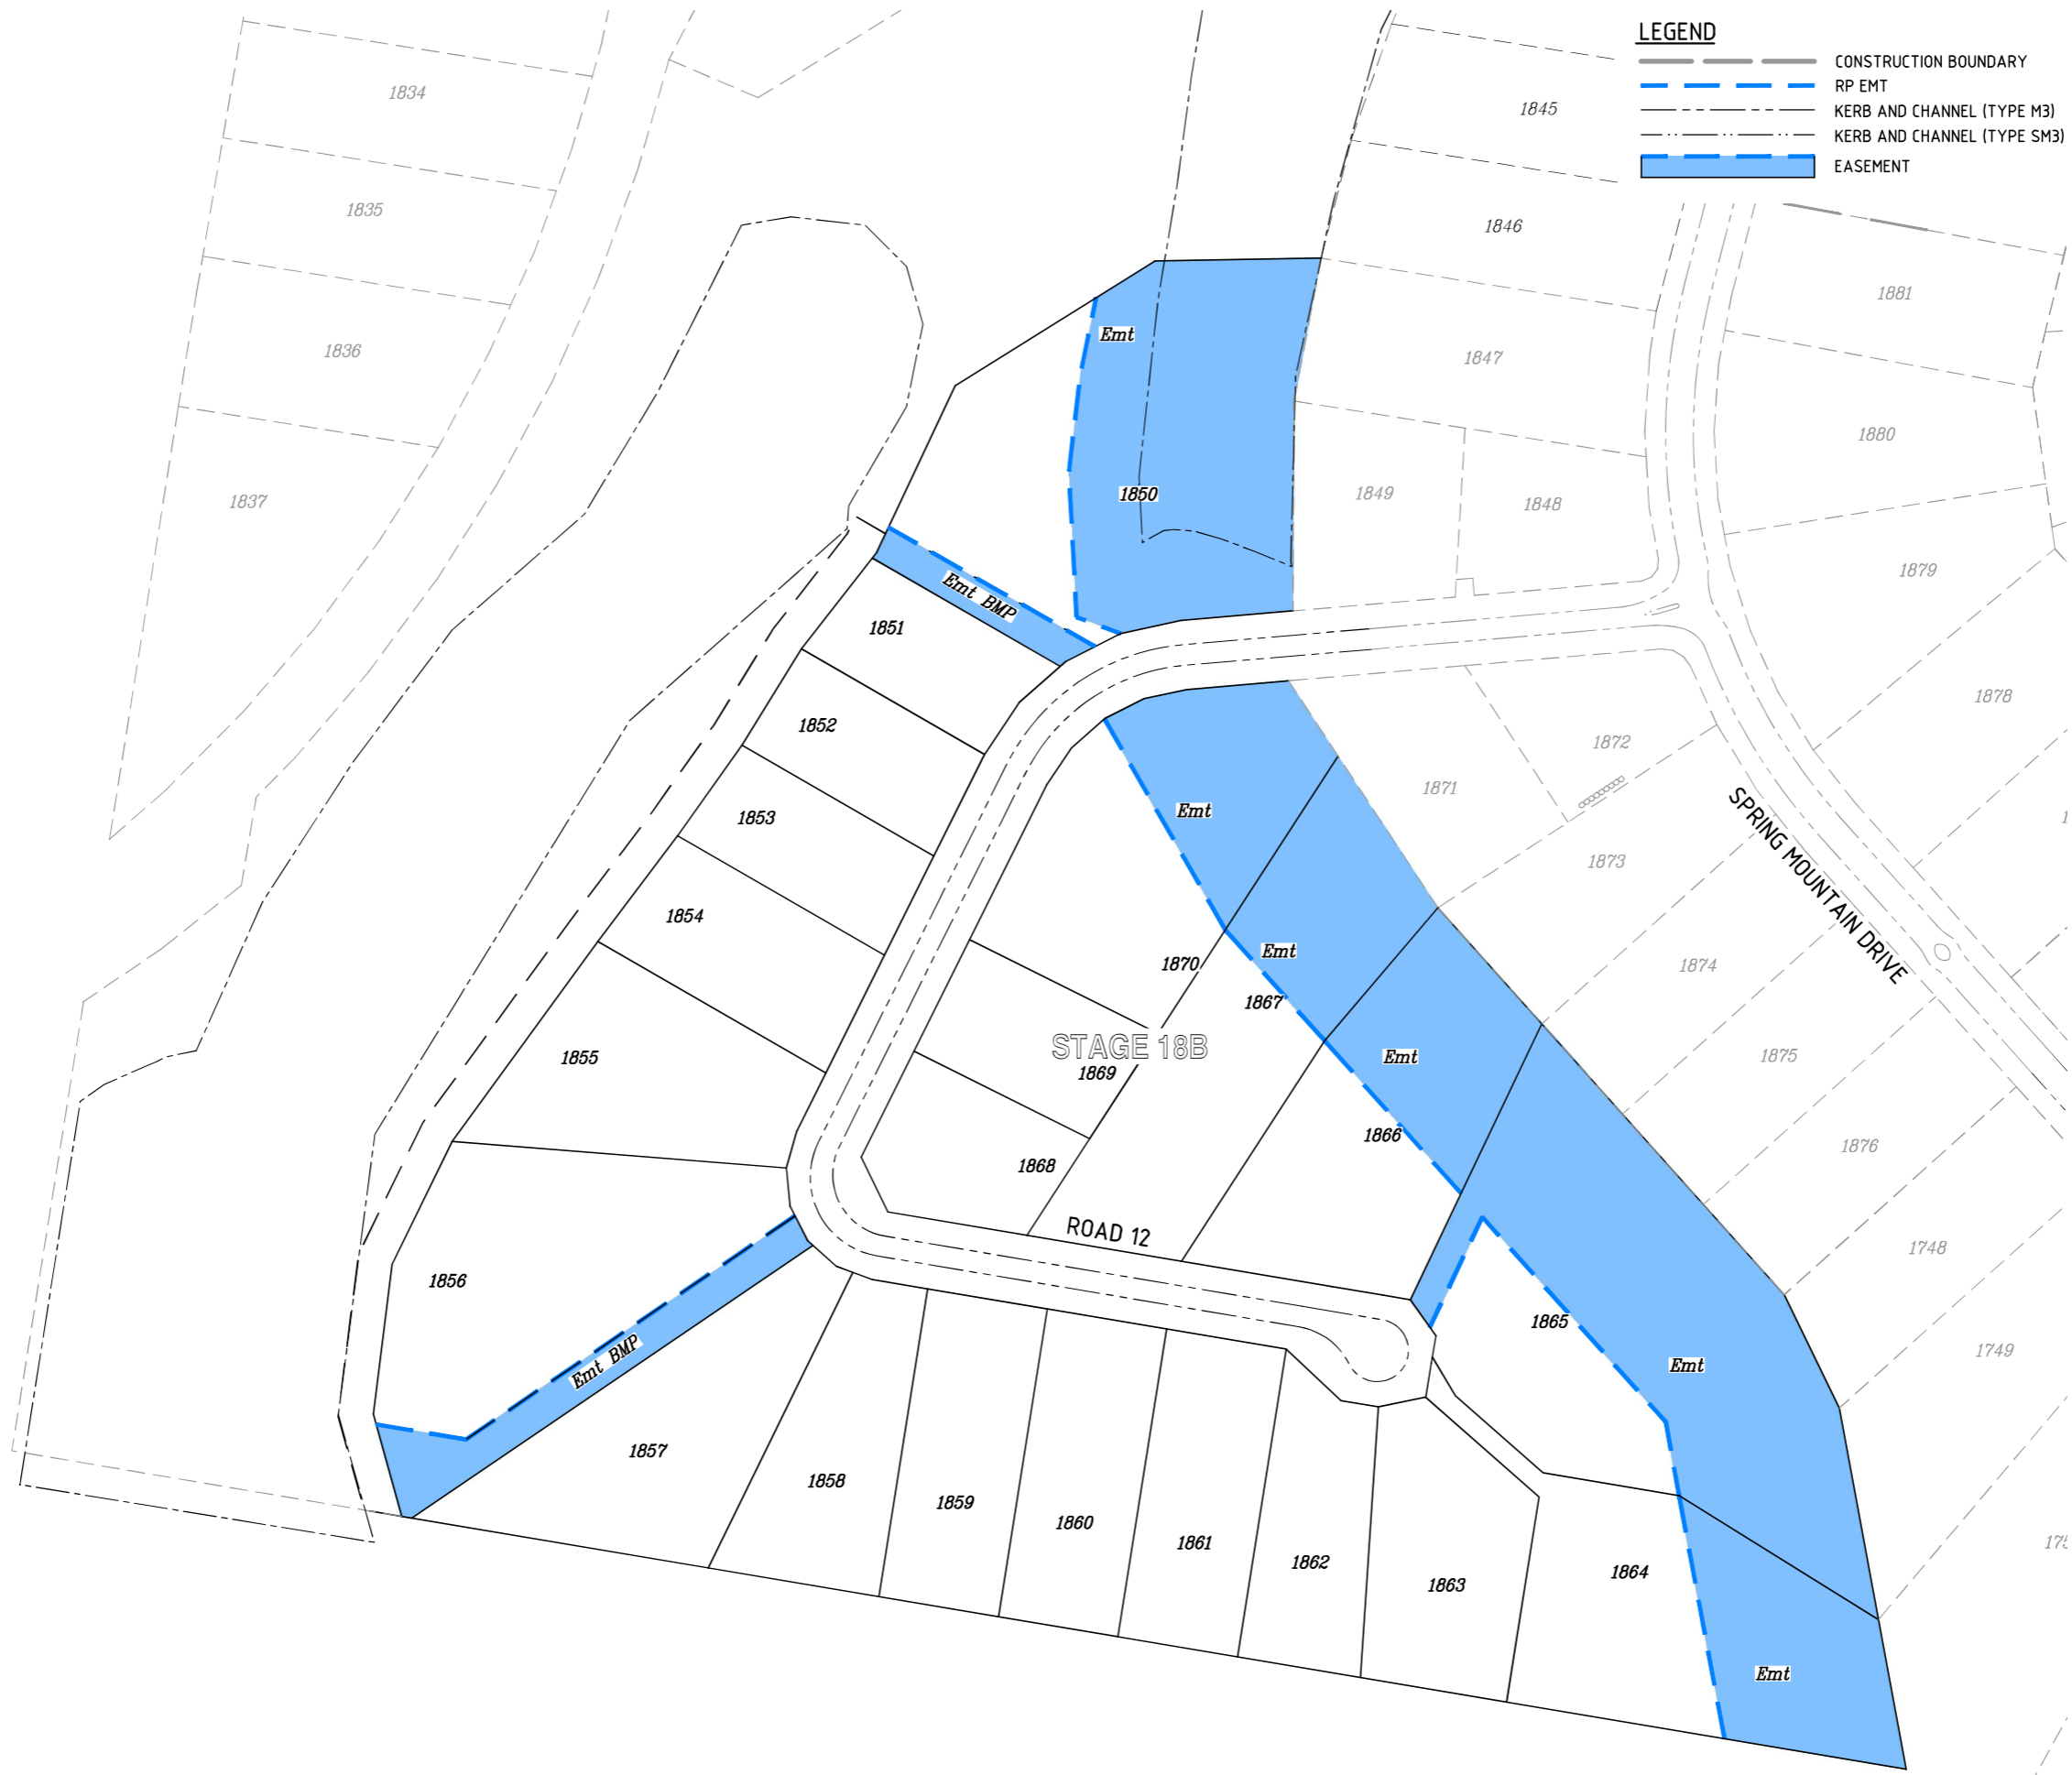 LEGEND
CONSTRUCTION BOUNDARY
RP EMT
KERB AND CHANNEL (TYPE M3)
KERB AND CHANNEL (TYPE SM3)
EASEMENT
1834
1845
1835
1846
1881
Emt
1836
1847
1880
1837
1850
1849
1848
1879
Emt BMP
1851
1878
1852
1872
1871
1853
Emt
SPRING MOUNTAIN DRIVE
1873
1854
Emt
1870
1874
1867
STAGE 18B
1855
Emt
1875
1869
1866
1876
1868
ROAD 12
1748
1856
1865
1749
Emt BMP
Emt
1857
1858
1859
1860
1861
1862
1863
1864
Emt